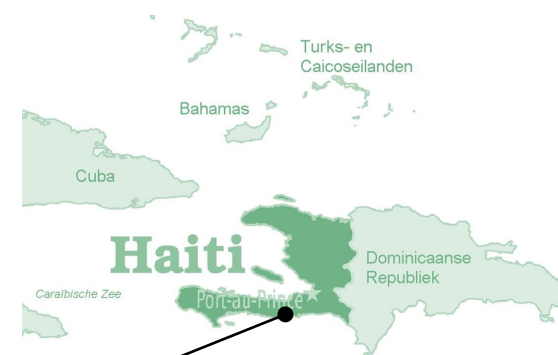 Turks- en
Caicoseilanden
Bahamas
Cuba
Haiti
Dominicaanse
Republiek
Caraïbische Zee
Port-au-Prince